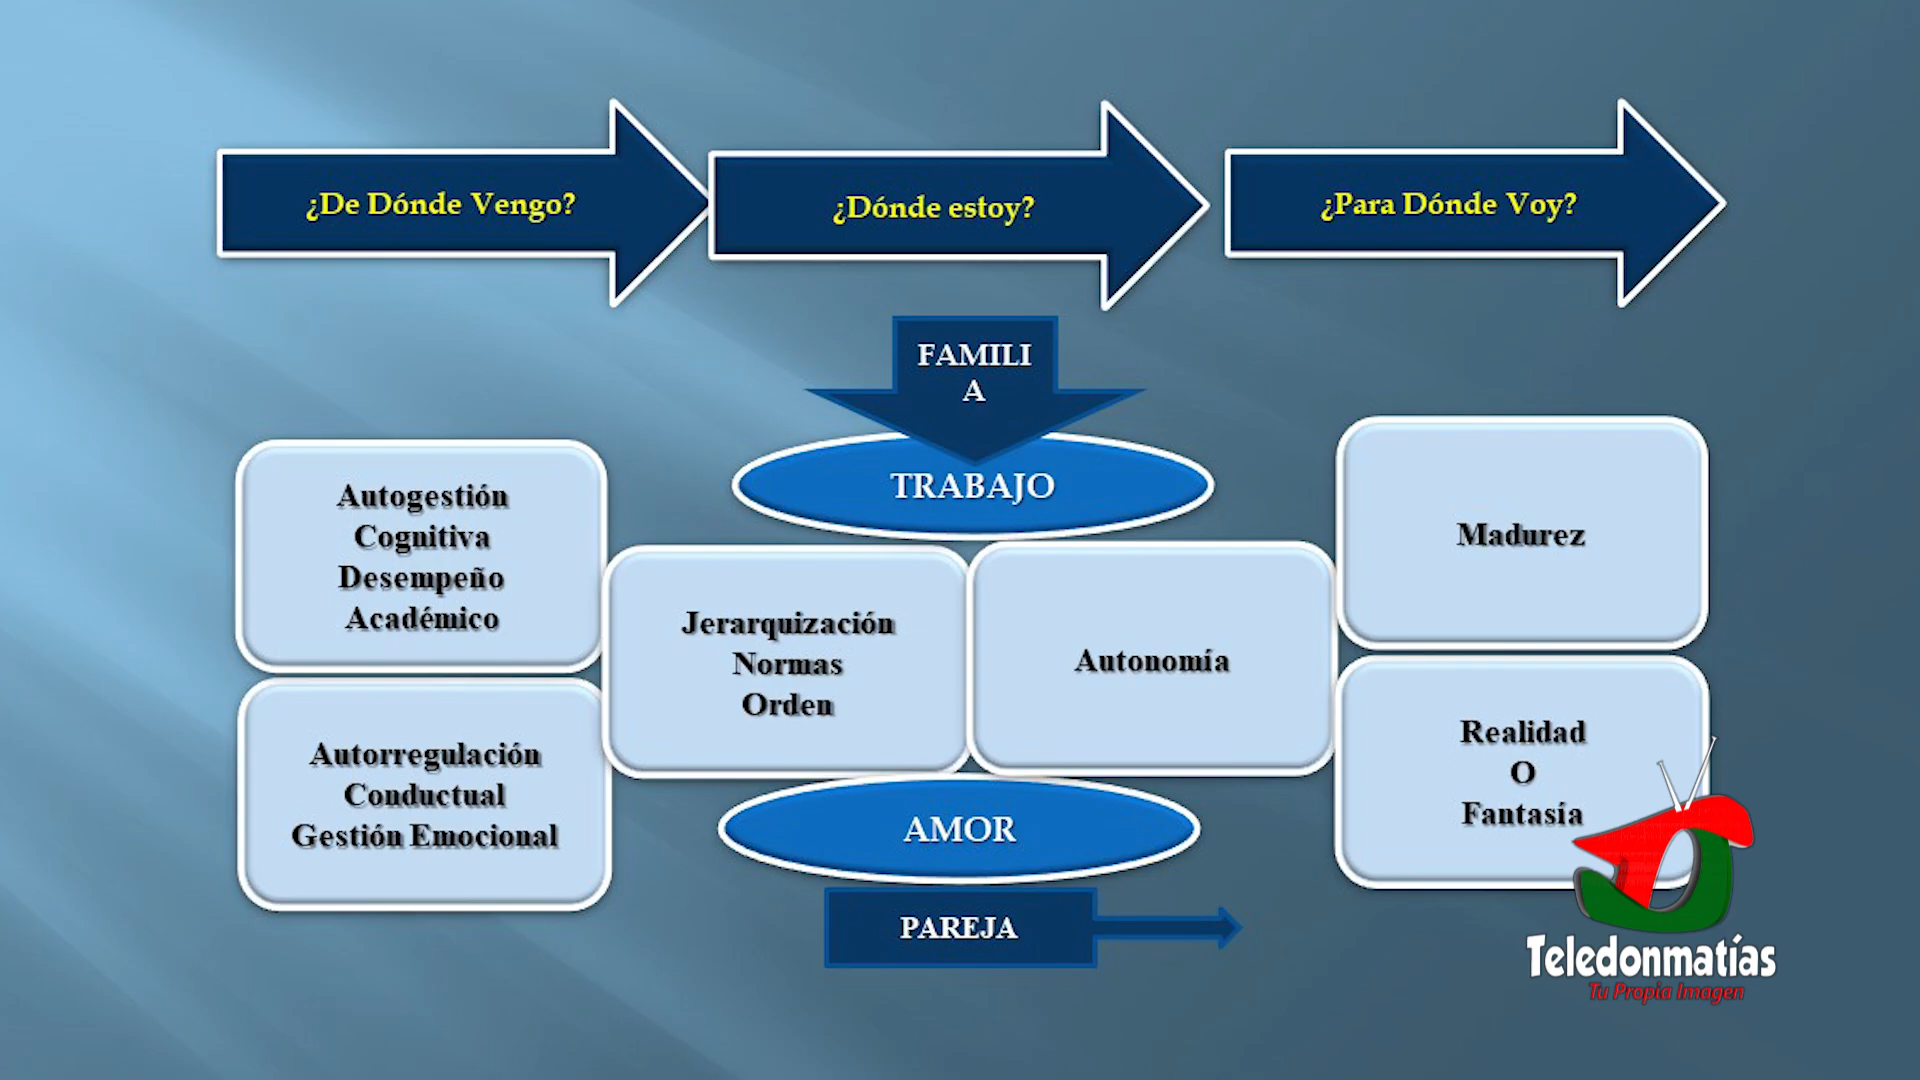 ¿De Dónde Vengo?
¿Dónde estoy?
¿Para Dónde Voy?
FAMILI
A
TRABAJO
Autogestión
Cognitiva
Desempeño
Académico
Autorregulación
Conductual
Gestión Emocional
Jerarquización
Normas
Orden
Autonomía
Madurez
Realidad
O
Fantasía
AMOR
PAREJA
Teledonmatías
Tu Propia Imagen